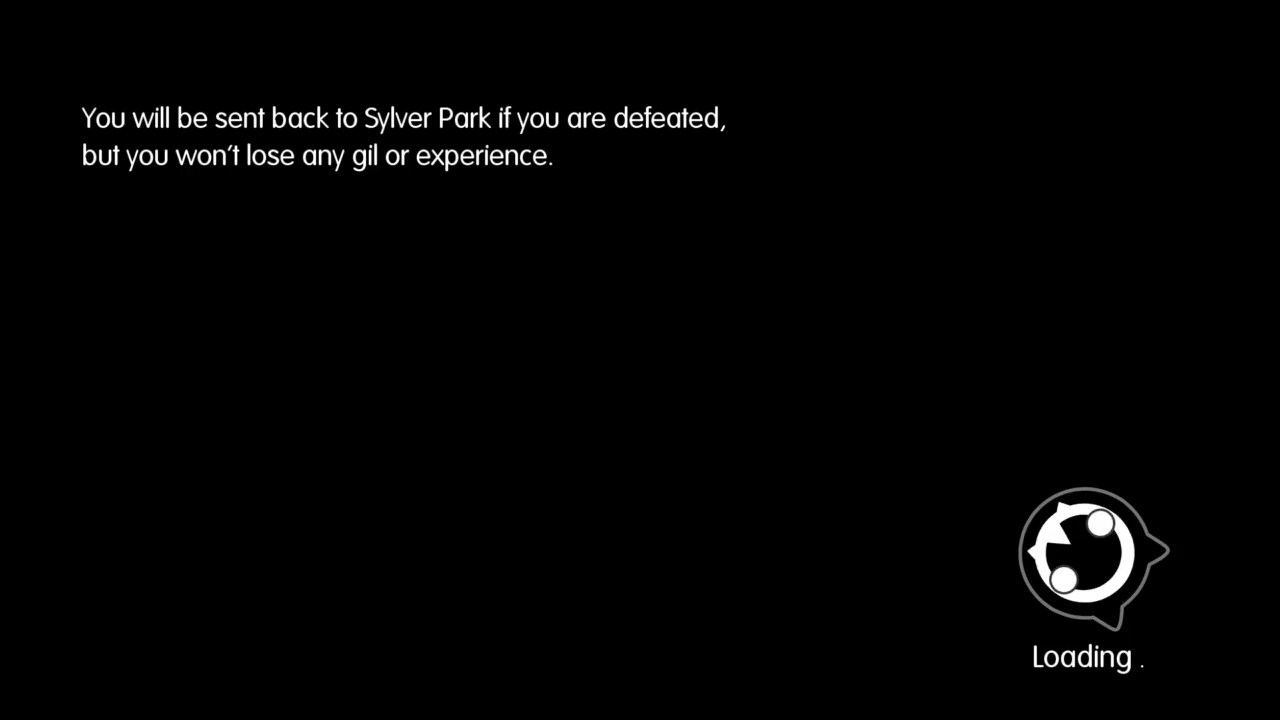 You will be sent back to Sylver Park if you are defeated,
but you won't lose any gil or experience.
Loading .